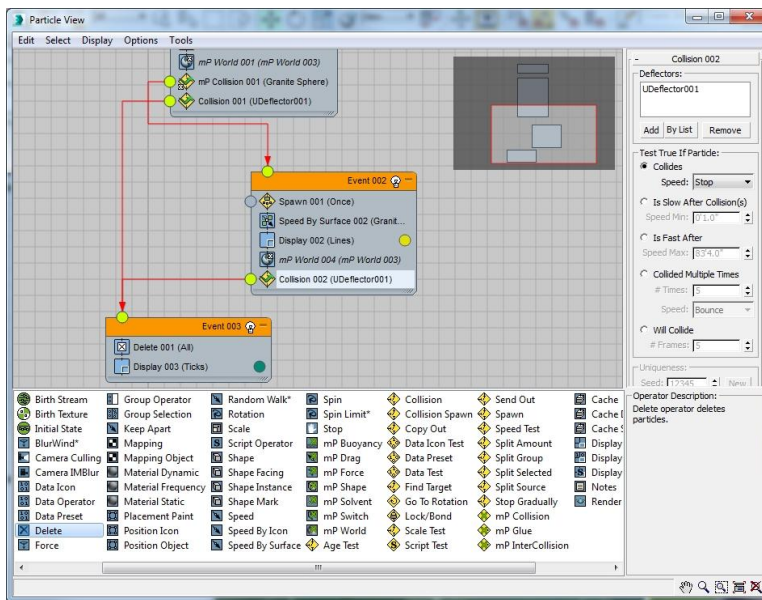 Particle View
Edit Select Display Options Tools
mP World 001 (mP World 003)
mP Collision 001 (Granite Sphere)
Collision 001 (UDeflector001)
Event 002
Spawn 001 (Once)
Speed By Surface 002 (Granit...
Display 002 (Lines)
mP World 004 (mP World 003)
Collision 002 (UDeflector001)
Event 003
Delete 001 (All)
Display 003 (Ticks)
- Collision 002
Deflectors:
UDeflector001
Add By List Remove
Test True If Particle:
Collides
Speed: Stop
Is Slow After Collision(s)
Speed Min: 0'1.0"
Is Fast After
Speed Max: 83'4.0"
Collided Multiple Times
# Times: 5
Speed: Bounce
Will Collide
# Frames: 5
Uniqueness:
Seed: 12345 New
Operator Description:
Delete operator deletes
particles.
Birth Stream Group Operator Random Walk* Spin Collision Send Out Cache
Birth Texture Group Selection Rotation Spin Limit* Collision Spawn Spawn Cache
Initial State Keep Apart Scale Stop Copy Out Speed Test Cache S
BlurWind* Mapping Script Operator mP Buoyancy Data Icon Test Split Amount Display
Camera Culling Mapping Object Shape mP Drag Data Preset Split Group Display
Camera IMBlur Material Dynamic Shape Facing mP Force Data Test Split Selected Display
Data Icon Material Frequency Shape Instance mP Shape Find Target Split Source Notes
Data Operator Material Static Shape Mark mP Solvent Go To Rotation Stop Gradually Render
Data Preset Placement Paint Speed mP Switch Lock/Bond mP Collision
Delete Position Icon Speed By Icon mP World Scale Test mP Glue
Force Position Object Speed By Surface Age Test Script Test mP InterCollision